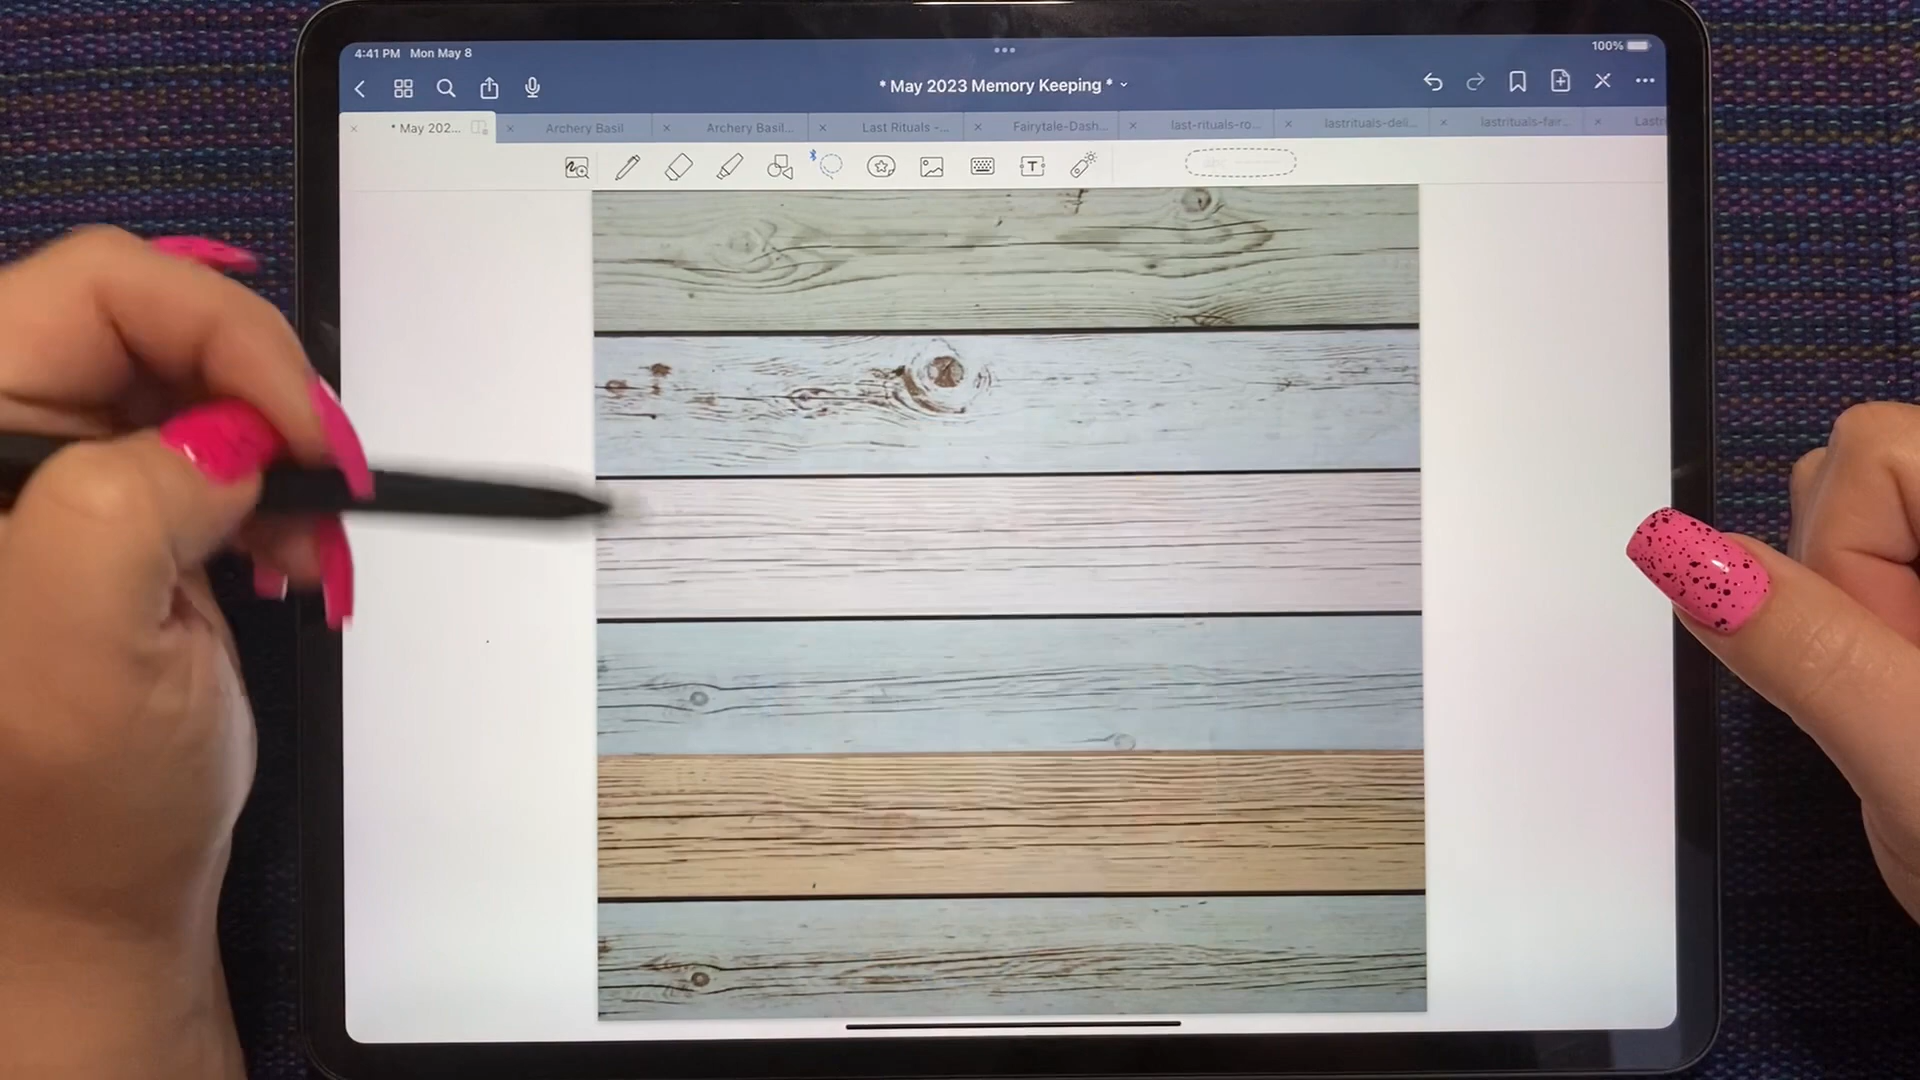 4:41 PM Mon May 8
100%
* May 2023 Memory Keeping *
* May 202...
Archery Basil
Archery Basil...
Last Rituals -...
Fairytale-Dash...
last-rituals-ro...
lastrituals-deli...
lastrituals-fair...
Lastri
T